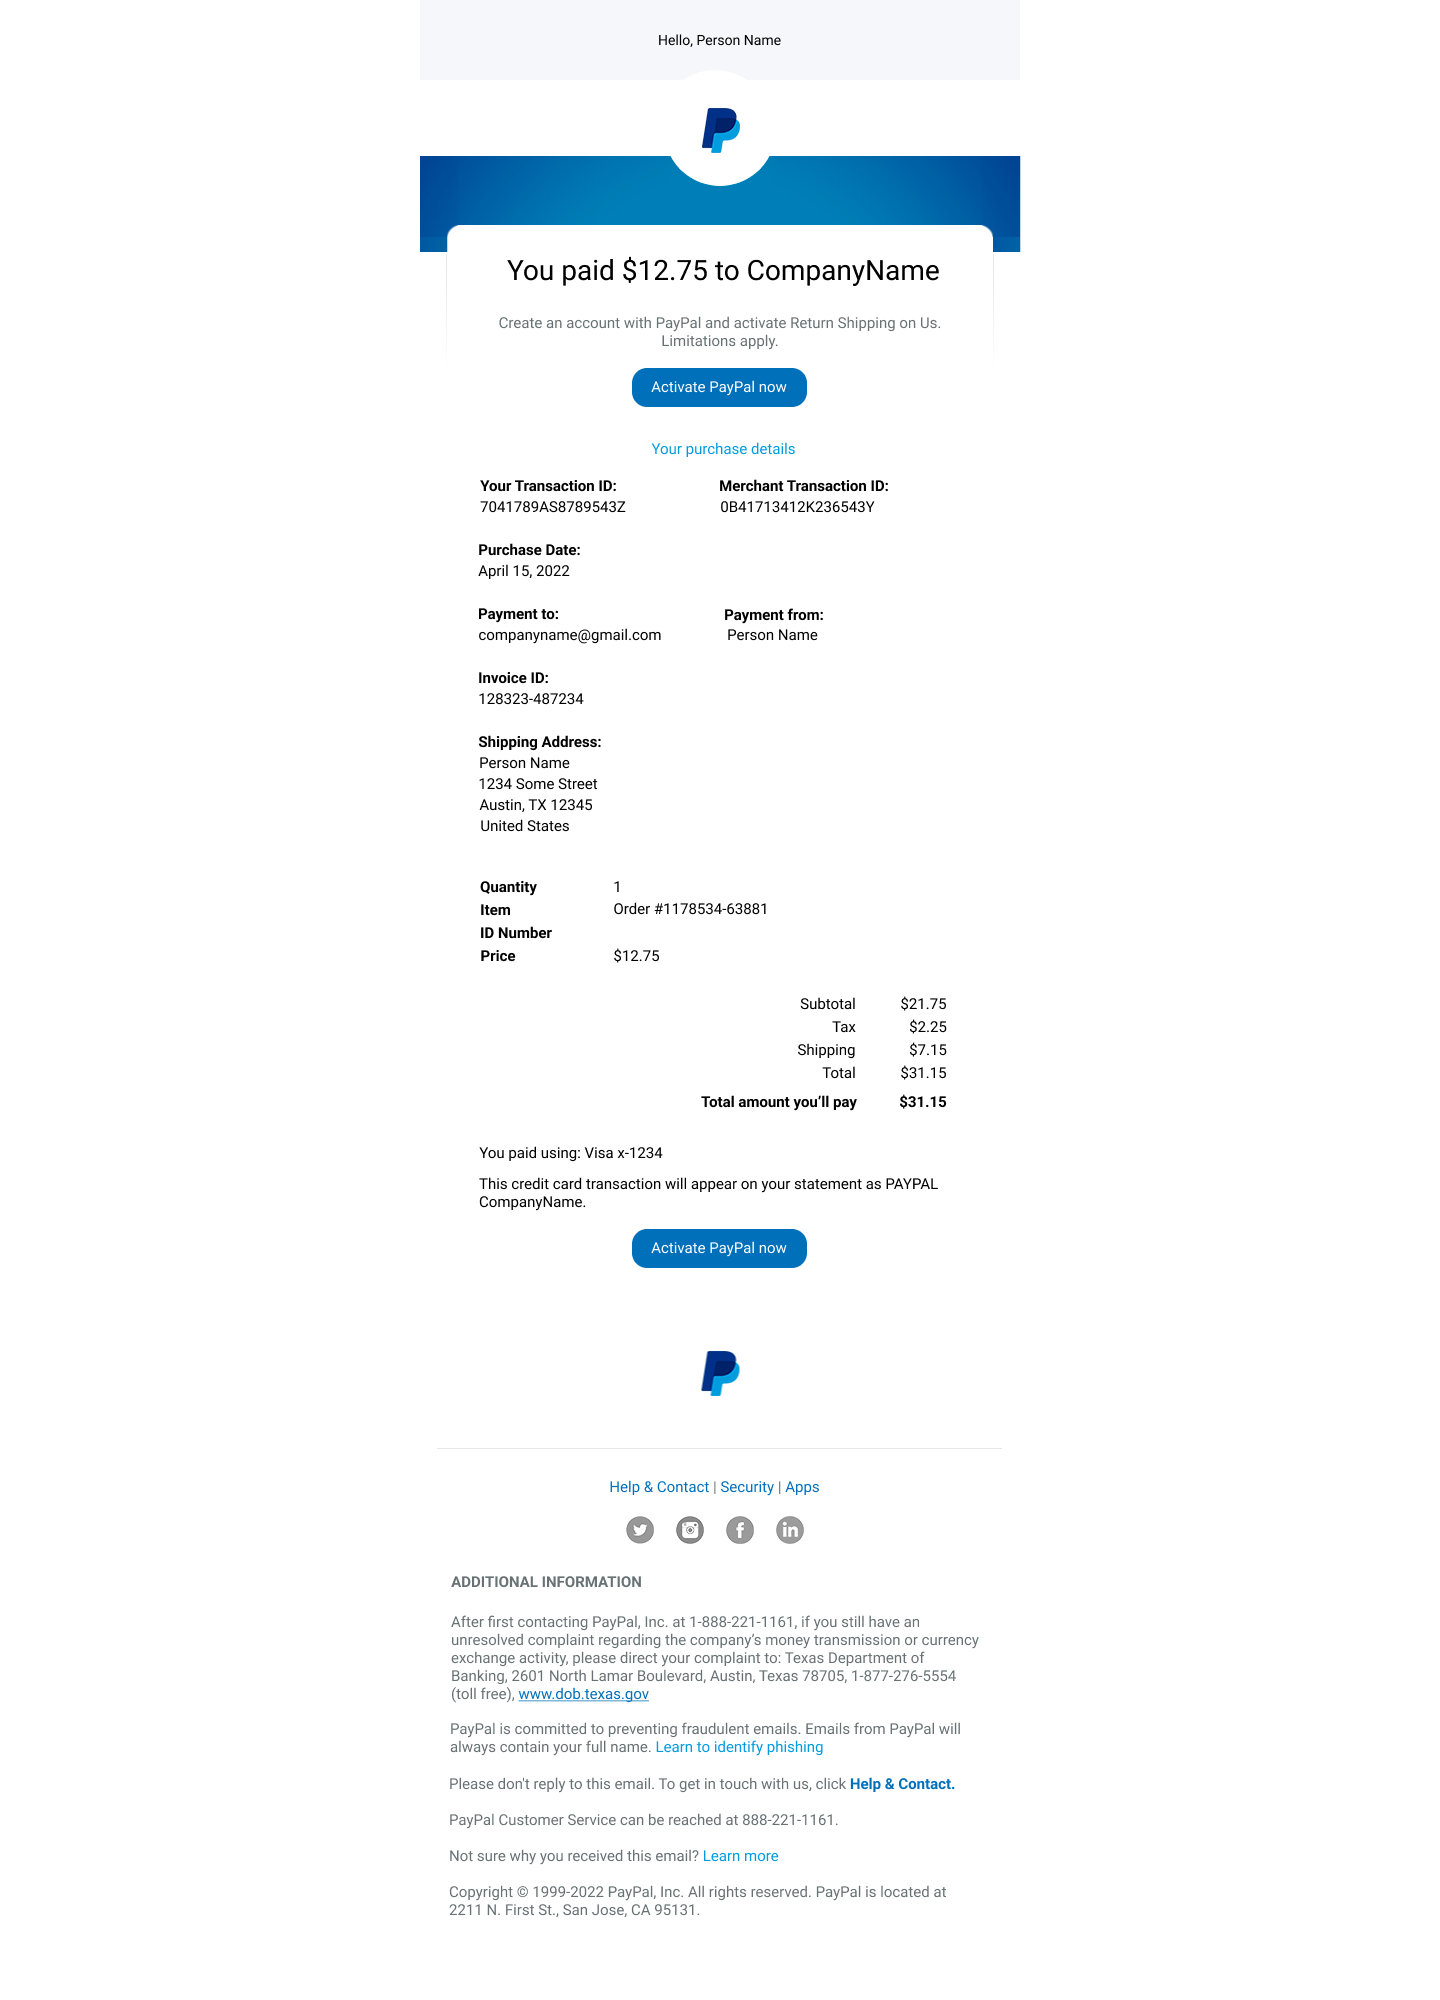 Hello, Person Name
You paid $12.75 to CompanyName
Create an account with PayPal and activate Return Shipping on Us.
Limitations apply.
Activate PayPal now
Your purchase details
Your Transaction ID: Merchant Transaction ID:
7041789AS8789543Z 0B41713412K236543Y
Purchase Date:
April 15, 2022
Payment to: Payment from:
companyname@gmail.com Person Name
Invoice ID:
128323-487234
Shipping Address:
Person Name
1234 Some Street
Austin, TX 12345
United States
Quantity 1
Item Order #1178534-63881
ID Number
Price $12.75
Subtotal $21.75
Tax $2.25
Shipping $7.15
Total $31.15
Total amount you’ll pay $31.15
You paid using: Visa x-1234
This credit card transaction will appear on your statement as PAYPAL
CompanyName.
Activate PayPal now
Help & Contact | Security | Apps
ADDITIONAL INFORMATION
After first contacting PayPal, Inc. at 1-888-221-1161, if you still have an
unresolved complaint regarding the company’s money transmission or currency
exchange activity, please direct your complaint to: Texas Department of
Banking, 2601 North Lamar Boulevard, Austin, Texas 78705, 1-877-276-5554
(toll free), www.dob.texas.gov
PayPal is committed to preventing fraudulent emails. Emails from PayPal will
always contain your full name. Learn to identify phishing
Please don't reply to this email. To get in touch with us, click Help & Contact.
PayPal Customer Service can be reached at 888-221-1161.
Not sure why you received this email? Learn more
Copyright © 1999-2022 PayPal, Inc. All rights reserved. PayPal is located at
2211 N. First St., San Jose, CA 95131.